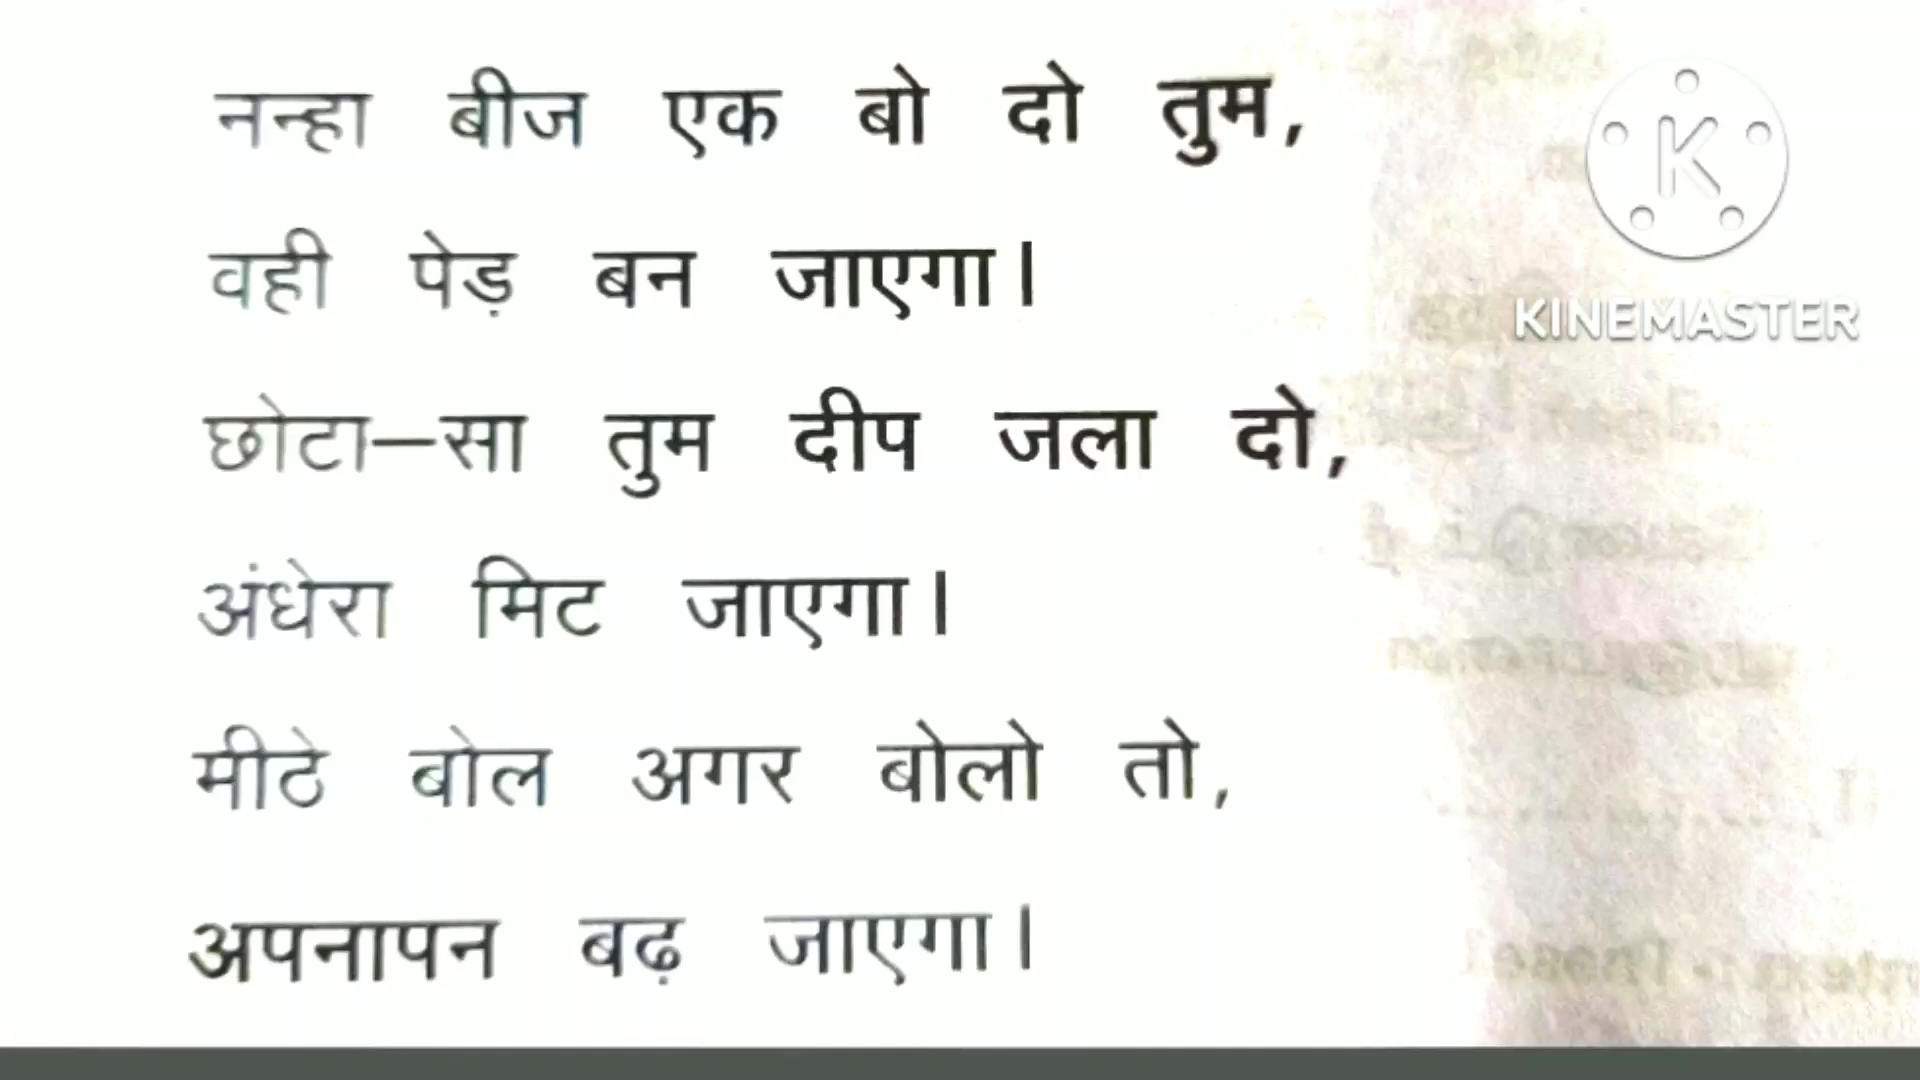 नन्हा बीज एक बो दो तुम,
वही पेड़ बन जाएगा।
छोटा–सा तुम दीप जला दो,
अंधेरा मिट जाएगा।
मीठे बोल अगर बोलो तो,
अपनापन बढ़ जाएगा।
K
KINEMASTER